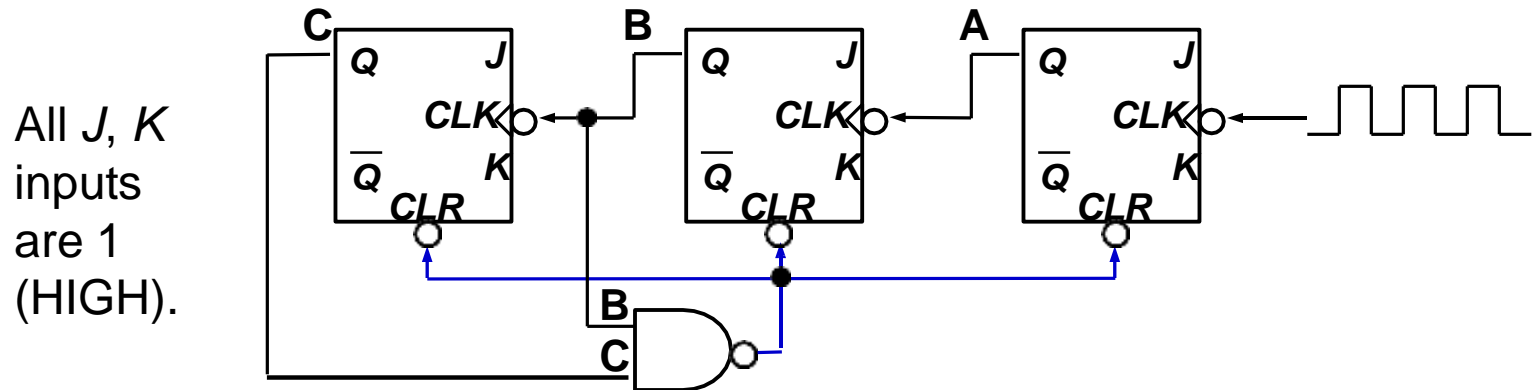 All J, K
inputs
are 1
(HIGH).
C
Q
J
CLK
K
Q̅
CLR
B
Q
J
CLK
K
Q̅
CLR
A
Q
J
CLK
K
Q̅
CLR
B
C